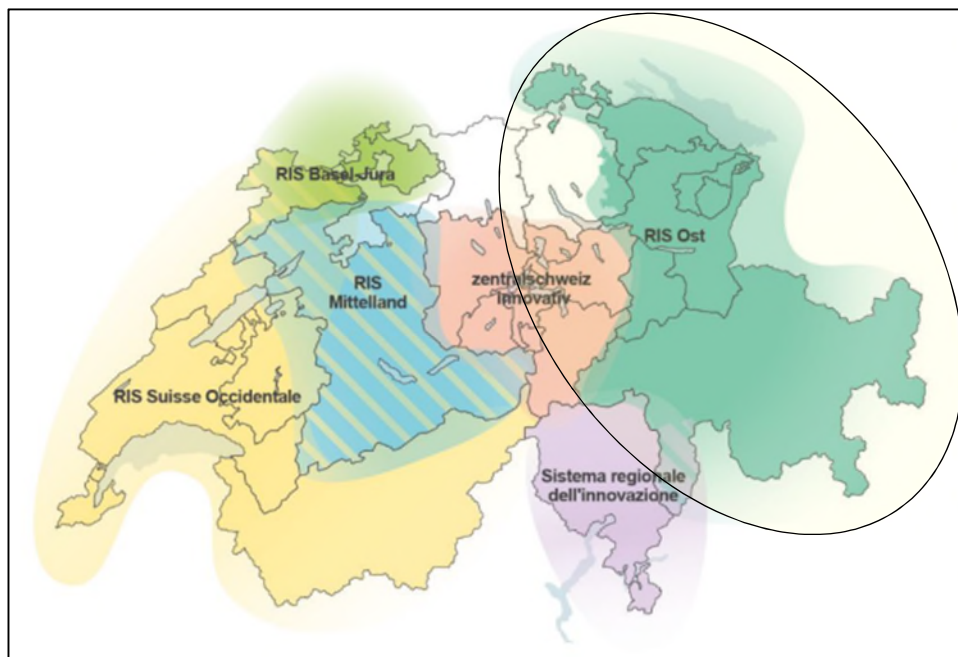 RIS Basel-Jura
RIS Ost
RIS
Mittelland
zentralschweiz
innovativ
RIS Suisse Occidentale
Sistema regionale
dell'innovazione